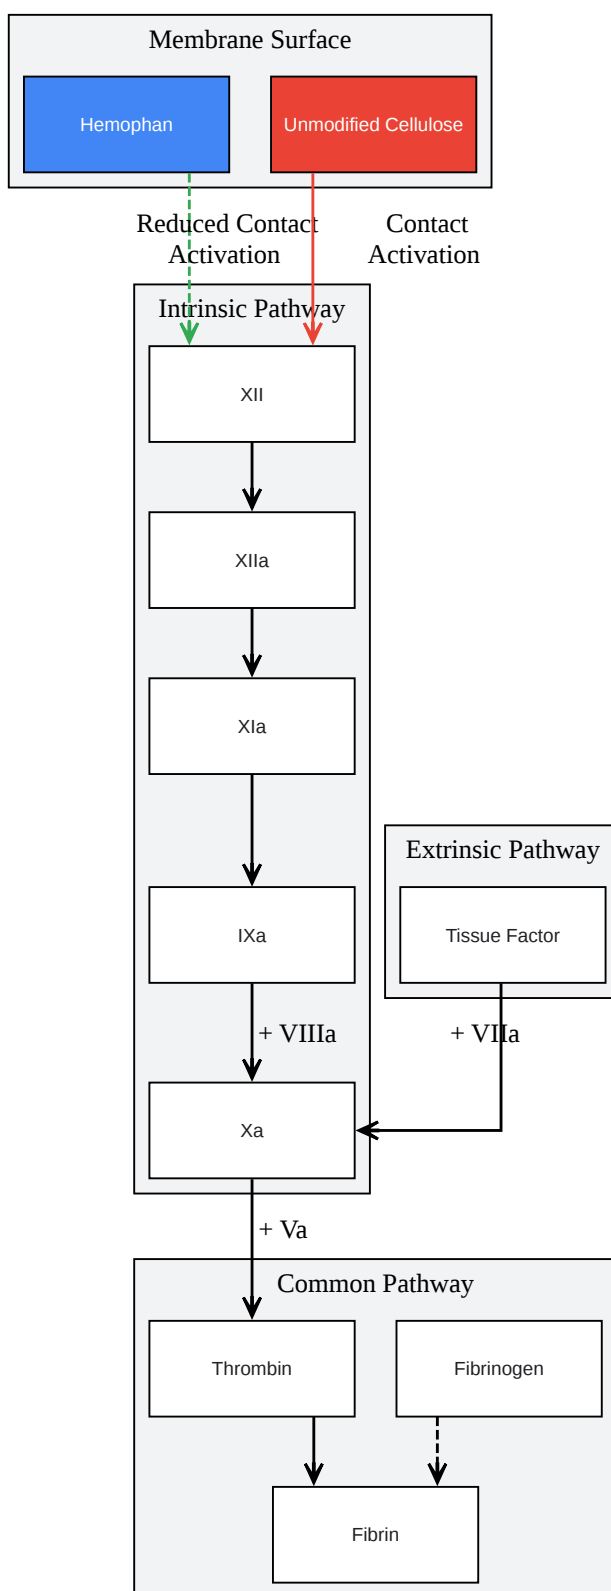 Membrane Surface
Hemophan
Unmodified Cellulose
Reduced Contact
Activation
Contact
Activation
Intrinsic Pathway
XII
XIIa
XIa
Extrinsic Pathway
IXa
Tissue Factor
+ VIIIa
+ VIIa
Xa
+ Va
Common Pathway
Thrombin
Fibrinogen
Fibrin